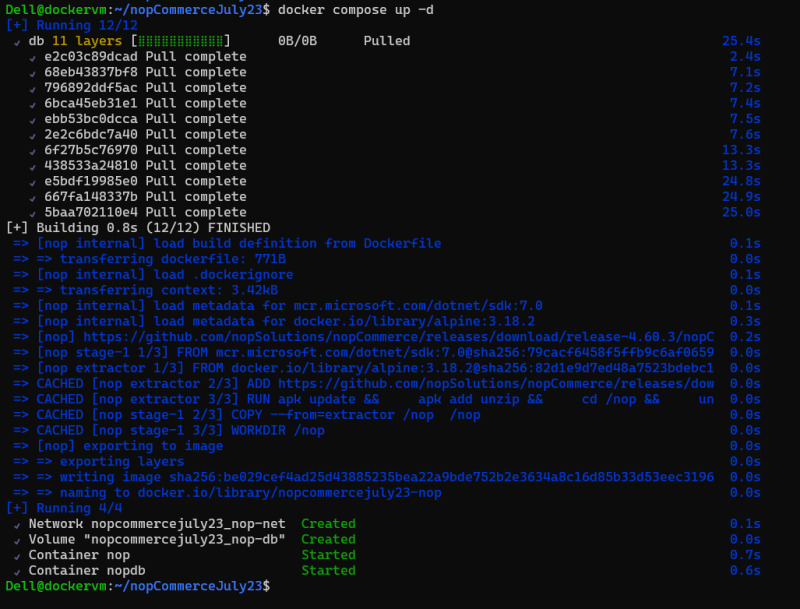 Dell@dockervm:~/nopCommerceJuly23$ docker compose up -d
[+] Running 12/12
✔ db 11 layers [⣿⣿⣿⣿⣿⣿⣿⣿⣿⣿⣿] 0B/0B Pulled 25.4s
✔ e2c03c89dcad Pull complete 2.4s
✔ 68eb43837bf8 Pull complete 7.1s
✔ 796892ddf5ac Pull complete 7.2s
✔ 6bca45eb31e1 Pull complete 7.4s
✔ ebb53bc0dcca Pull complete 7.5s
✔ 2e2c6bdc7a40 Pull complete 7.6s
✔ 6f27b5c76970 Pull complete 13.3s
✔ 438533a24810 Pull complete 13.3s
✔ e5bdf19985e0 Pull complete 24.8s
✔ 667fa148337b Pull complete 24.9s
✔ 5baa702110e4 Pull complete 25.0s
[+] Building 0.8s (12/12) FINISHED
=> [nop internal] load build definition from Dockerfile 0.1s
=> => transferring dockerfile: 771B 0.0s
=> [nop internal] load .dockerignore 0.1s
=> => transferring context: 3.42kB 0.0s
=> [nop internal] load metadata for mcr.microsoft.com/dotnet/sdk:7.0 0.1s
=> [nop internal] load metadata for docker.io/library/alpine:3.18.2 0.3s
=> [nop] https://github.com/nopSolutions/nopCommerce/releases/download/release-4.60.3/nopC 0.2s
=> [nop stage-1 1/3] FROM mcr.microsoft.com/dotnet/sdk:7.0@sha256:79cacf6458f5ffb9c6af0659 0.0s
=> [nop extractor 1/3] FROM docker.io/library/alpine:3.18.2@sha256:82d1e9d7ed48a7523bdebc1 0.0s
=> CACHED [nop extractor 2/3] ADD https://github.com/nopSolutions/nopCommerce/releases/dow 0.0s
=> CACHED [nop extractor 3/3] RUN apk update && apk add unzip && cd /nop && un 0.0s
=> CACHED [nop stage-1 2/3] COPY --from=extractor /nop /nop 0.0s
=> CACHED [nop stage-1 3/3] WORKDIR /nop 0.0s
=> [nop] exporting to image 0.0s
=> => exporting layers 0.0s
=> => writing image sha256:be029cef4ad25d43885235bea22a9bde752b2e3634a8c16d85b33d53eec3196 0.0s
=> => naming to docker.io/library/nopcommercejuly23-nop 0.0s
[+] Running 4/4
✔ Network nopcommercejuly23_nop-net Created 0.1s
✔ Volume "nopcommercejuly23_nop-db" Created 0.0s
✔ Container nop Started 0.7s
✔ Container nopdb Started 0.6s
Dell@dockervm:~/nopCommerceJuly23$